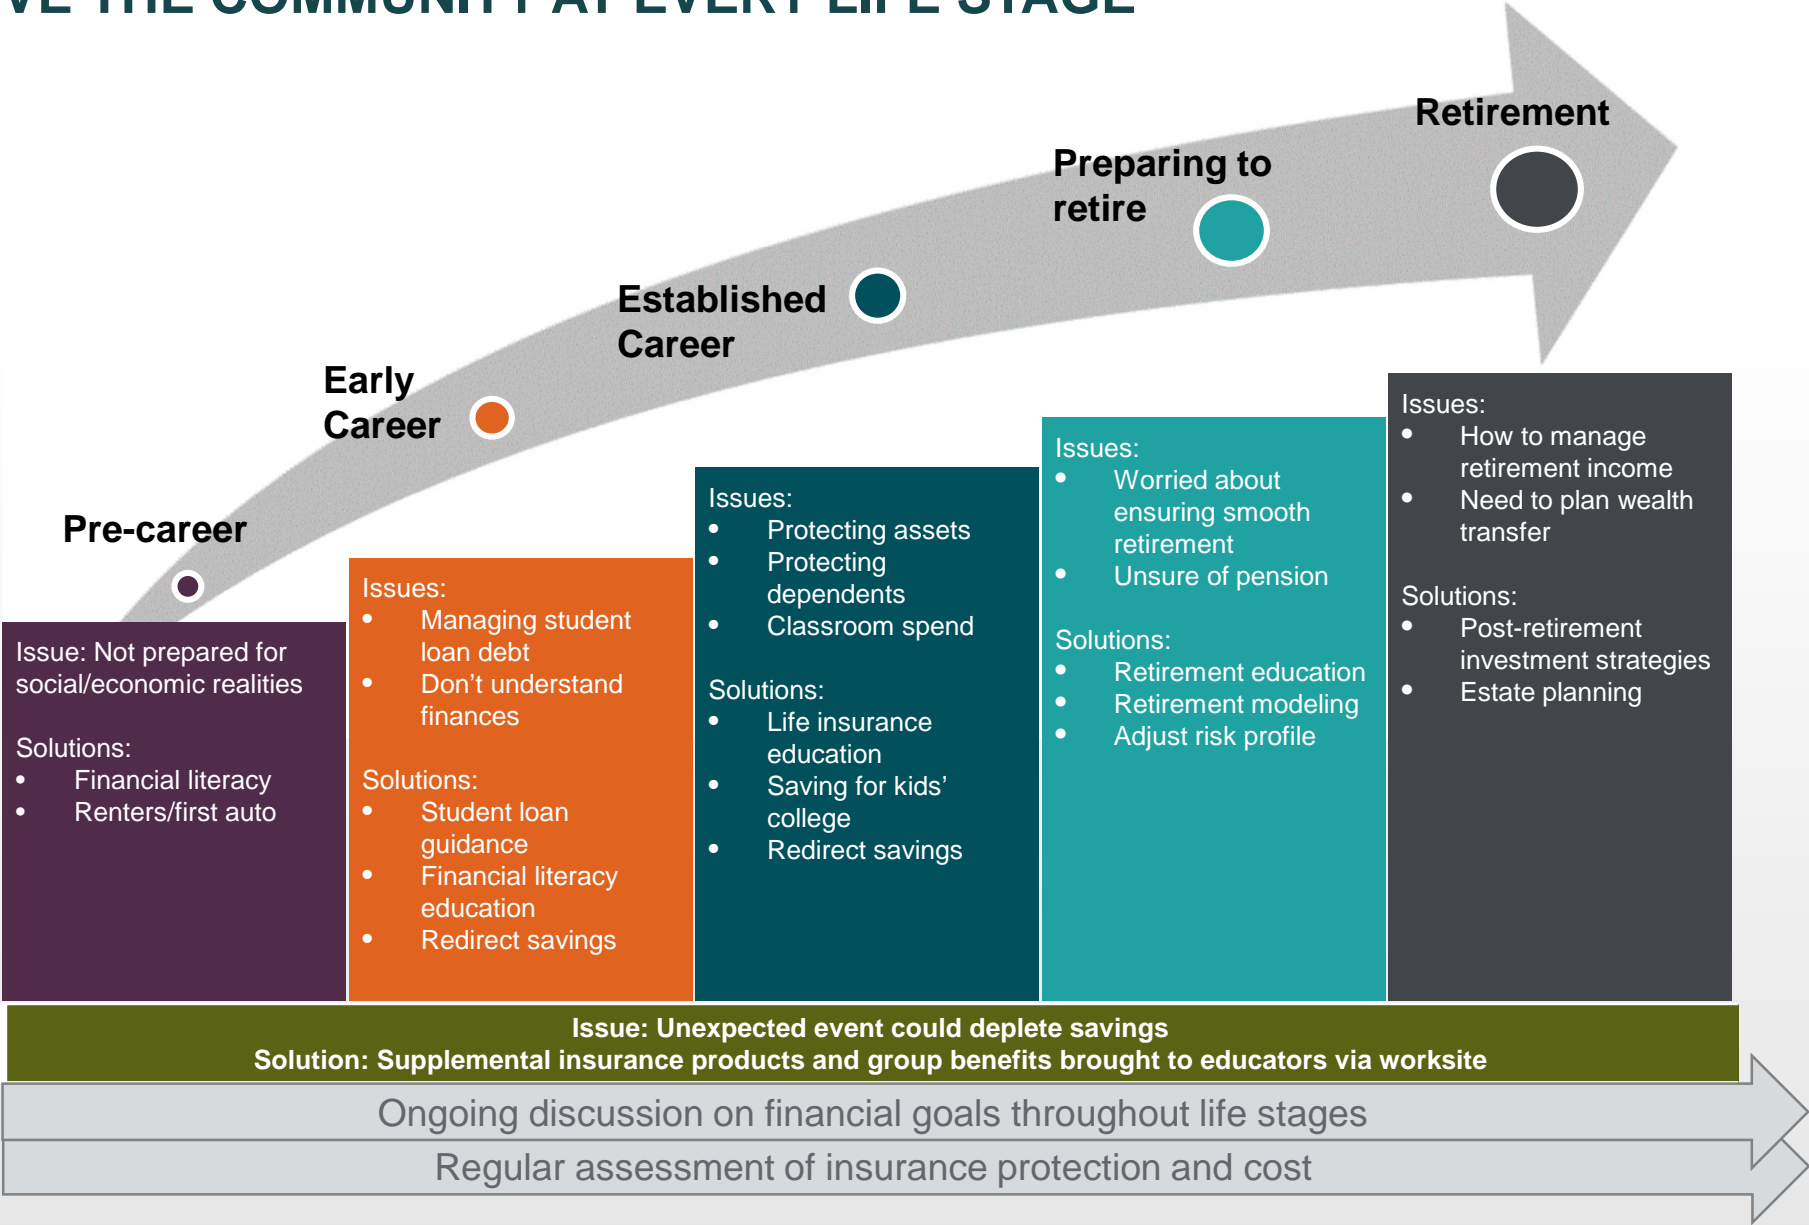 THE COMMUNITY AT EVERY LIFE STAGE
Retirement
Preparing to
retire
Established
Career
Early
Career
Pre-career
Issue: Not prepared for
social/economic realities
Solutions:
• Financial literacy
• Renters/first auto
Issues:
• Managing student
loan debt
• Don’t understand
finances
Solutions:
• Student loan
guidance
• Financial literacy
education
• Redirect savings
Issues:
• Protecting assets
• Protecting
dependents
• Classroom spend
Solutions:
• Life insurance
education
• Saving for kids’
college
• Redirect savings
Issues:
• Worried about
ensuring smooth
retirement
• Unsure of pension
Solutions:
• Retirement education
• Retirement modeling
• Adjust risk profile
Issues:
• How to manage
retirement income
• Need to plan wealth
transfer
Solutions:
• Post-retirement
investment strategies
• Estate planning
Issue: Unexpected event could deplete savings
Solution: Supplemental insurance products and group benefits brought to educators via worksite
Ongoing discussion on financial goals throughout life stages
Regular assessment of insurance protection and cost